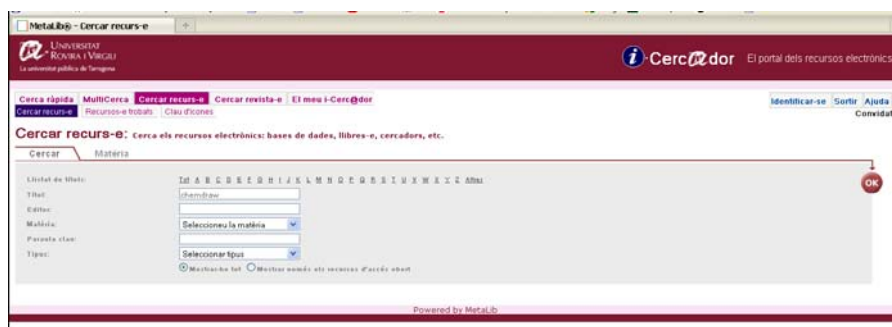 MetaLib® - Cercar recurs-e
UNIVERSITAT
ROVIRA I VIRGILI
La universitat pública de Tarragona
i-Cerc@dor El portal dels recursos electrònics
Cerca ràpida MultiCerca Cercar recurs-e Cercar revista-e El meu i-Cerc@dor
Identificar-se Sortir Ajuda
Cercar recurs-e Recursos-e trobats Clau d'icones
Convidat
Cercar recurs-e: Cerca els recursos electrònics: bases de dades, llibres-e, cercadors, etc.
Cercar Matèria
Llistat de títols: Tot A B C D E F G H I J K L M N O P Q R S T U V W X Y Z Altres
Títol: chemdraw
Editor:
Matèria: Seleccioneu la matèria
Paraula clau:
Tipus: Seleccionar tipus
Mostrar-ho tot Mostrar només els recursos d'accés obert
OK
Powered by MetaLib